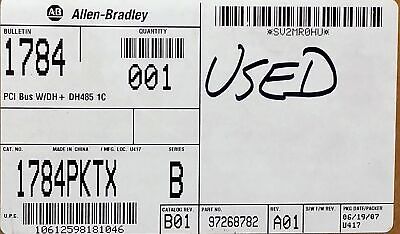 AB Allen-Bradley
BULLETIN QUANTITY
1784 001
PCI Bus W/DH+ DH485 1C
*SV2MR0HU*
USED
CAT. NO. MADE IN CHINA / MFG. LOC. U417 SERIES
1784PKTX B
U.P.C. 10612598181046
CATALOG REV. B01
PART NO. 97268782
REV. A01
S/W F/W REV.
PKG DATE/PACKER
06/19/07
U417